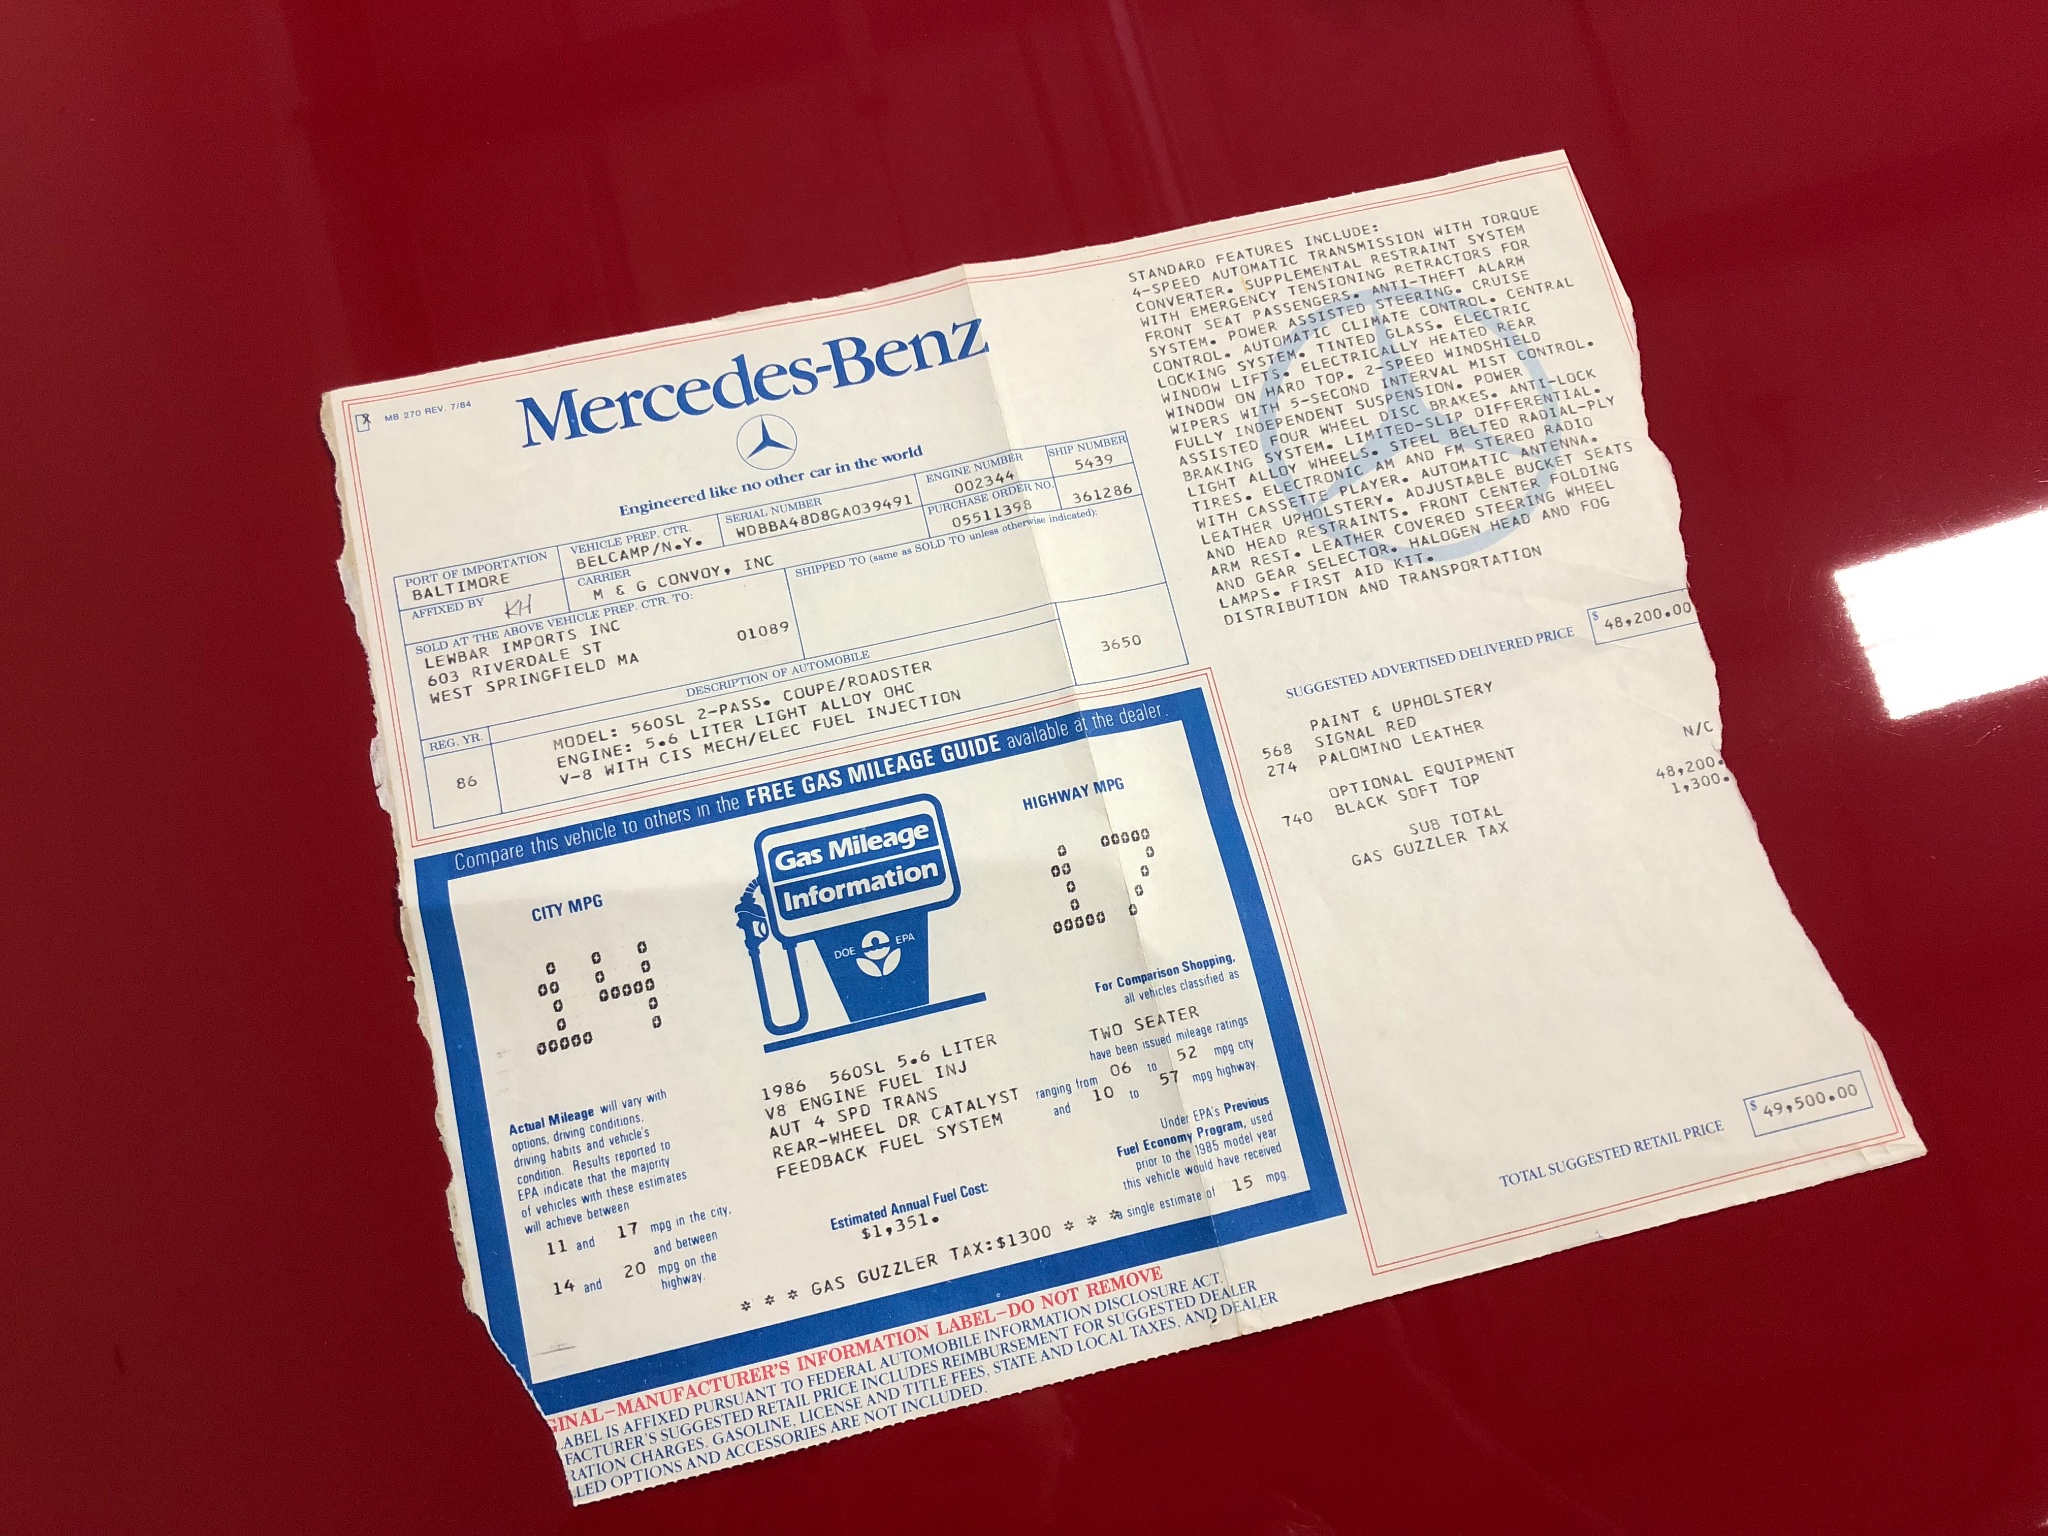 MB 270 REV. 7/84
Mercedes-Benz
Engineered like no other car in the world
PORT OF IMPORTATION
BALTIMORE
VEHICLE PREP. CTR.
BELCAMP/N.Y.
SERIAL NUMBER
WDBBA48D8GA039491
ENGINE NUMBER
002344
SHIP NUMBER
5439
AFFIXED BY
KH
CARRIER
M & G CONVOY, INC
PURCHASE ORDER NO.
05511398
361286
SOLD AT THE ABOVE VEHICLE PREP. CTR. TO:
LEWBAR IMPORTS INC
01089
603 RIVERDALE ST
WEST SPRINGFIELD MA
SHIPPED TO (same as SOLD TO unless otherwise indicated):
REG. YR.
86
DESCRIPTION OF AUTOMOBILE
MODEL: 560SL 2-PASS. COUPE/ROADSTER
ENGINE: 5.6 LITER LIGHT ALLOY OHC
V-8 WITH CIS MECH/ELEC FUEL INJECTION
3650
Compare this vehicle to others in the FREE GAS MILEAGE GUIDE available at the dealer.
CITY MPG
14
Gas Mileage
Information
DOE EPA
HIGHWAY MPG
17
Actual Mileage will vary with
options, driving conditions,
driving habits and vehicle's
condition. Results reported to
EPA indicate that the majority
of vehicles with these estimates
will achieve between
11 and 17 mpg in the city,
and between
14 and 20 mpg on the
highway.
1986 560SL 5.6 LITER
V8 ENGINE FUEL INJ
AUT 4 SPD TRANS
REAR-WHEEL DR CATALYST
FEEDBACK FUEL SYSTEM
Estimated Annual Fuel Cost:
$1,351.
For Comparison Shopping,
all vehicles classified as
TWO SEATER
have been issued mileage ratings
ranging from 06 to 52 mpg city
and 10 to 57 mpg highway.
Under EPA's Previous
Fuel Economy Program, used
prior to the 1985 model year
this vehicle would have received
a single estimate of 15 mpg.
* * * GAS GUZZLER TAX:$1300 * * *
GINAL–MANUFACTURER'S INFORMATION LABEL–DO NOT REMOVE
LABEL IS AFFIXED PURSUANT TO FEDERAL AUTOMOBILE INFORMATION DISCLOSURE ACT.
FACTURER'S SUGGESTED RETAIL PRICE INCLUDES REIMBURSEMENT FOR SUGGESTED DEALER
RATION CHARGES. GASOLINE, LICENSE AND TITLE FEES, STATE AND LOCAL TAXES, AND DEALER
LLED OPTIONS AND ACCESSORIES ARE NOT INCLUDED.
STANDARD FEATURES INCLUDE:
4-SPEED AUTOMATIC TRANSMISSION WITH TORQUE
CONVERTER. SUPPLEMENTAL RESTRAINT SYSTEM
WITH EMERGENCY TENSIONING RETRACTORS FOR
FRONT SEAT PASSENGERS. ANTI-THEFT ALARM
SYSTEM. POWER ASSISTED STEERING. CRUISE
CONTROL. AUTOMATIC CLIMATE CONTROL. CENTRAL
LOCKING SYSTEM. TINTED GLASS. ELECTRIC
WINDOW LIFTS. ELECTRICALLY HEATED REAR
WINDOW ON HARD TOP. 2-SPEED WINDSHIELD
WIPERS WITH 5-SECOND INTERVAL MIST CONTROL.
FULLY INDEPENDENT SUSPENSION. POWER
ASSISTED FOUR WHEEL DISC BRAKES. ANTI-LOCK
BRAKING SYSTEM. LIMITED-SLIP DIFFERENTIAL.
LIGHT ALLOY WHEELS. STEEL BELTED RADIAL-PLY
TIRES. ELECTRONIC AM AND FM STEREO RADIO
WITH CASSETTE PLAYER. AUTOMATIC ANTENNA.
LEATHER UPHOLSTERY. ADJUSTABLE BUCKET SEATS
AND HEAD RESTRAINTS. FRONT CENTER FOLDING
ARM REST. LEATHER COVERED STEERING WHEEL
AND GEAR SELECTOR. HALOGEN HEAD AND FOG
LAMPS. FIRST AID KIT.
DISTRIBUTION AND TRANSPORTATION
SUGGESTED ADVERTISED DELIVERED PRICE $ 48,200.00
PAINT & UPHOLSTERY
568 SIGNAL RED
274 PALOMINO LEATHER
OPTIONAL EQUIPMENT
740 BLACK SOFT TOP N/C
SUB TOTAL 48,200.
GAS GUZZLER TAX 1,300.
TOTAL SUGGESTED RETAIL PRICE $ 49,500.00